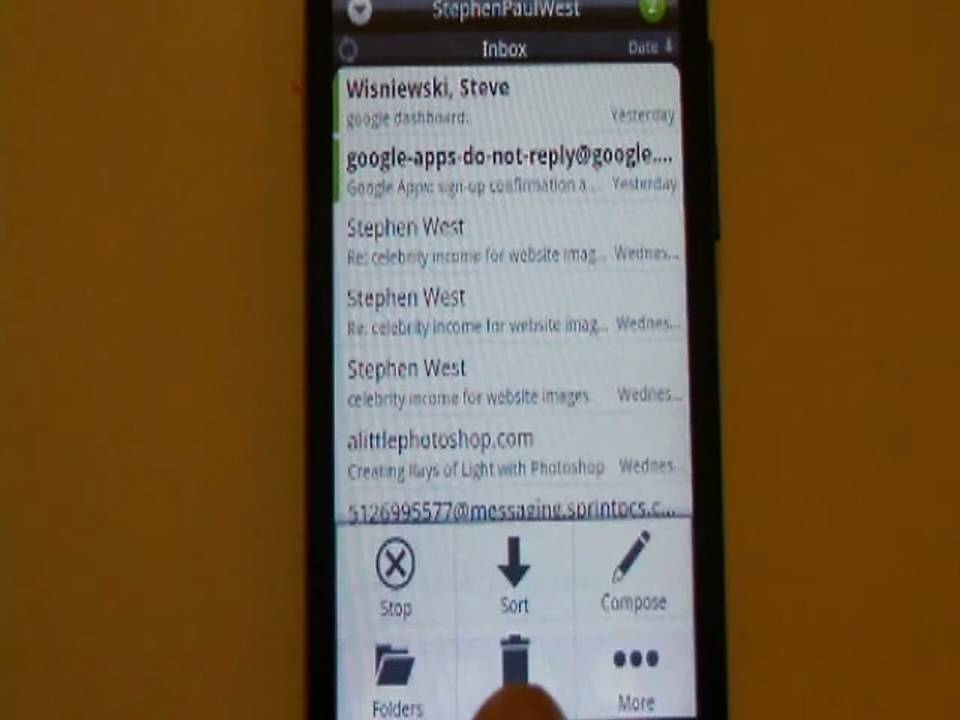 StephenPaulWest 2
Inbox Date
Wisniewski, Steve
google dashboard. Yesterday
google-apps-do-not-reply@google....
Google Apps: sign-up confirmation a... Yesterday
Stephen West
Re: celebrity income for website imag... Wednes...
Stephen West
Re: celebrity income for website imag... Wednes...
Stephen West
celebrity income for website images Wednes...
alittlephotoshop.com
Creating Rays of Light with Photoshop Wednes...
5126995577@messaging.sprintpcs.c...
Stop Sort Compose
Folders More